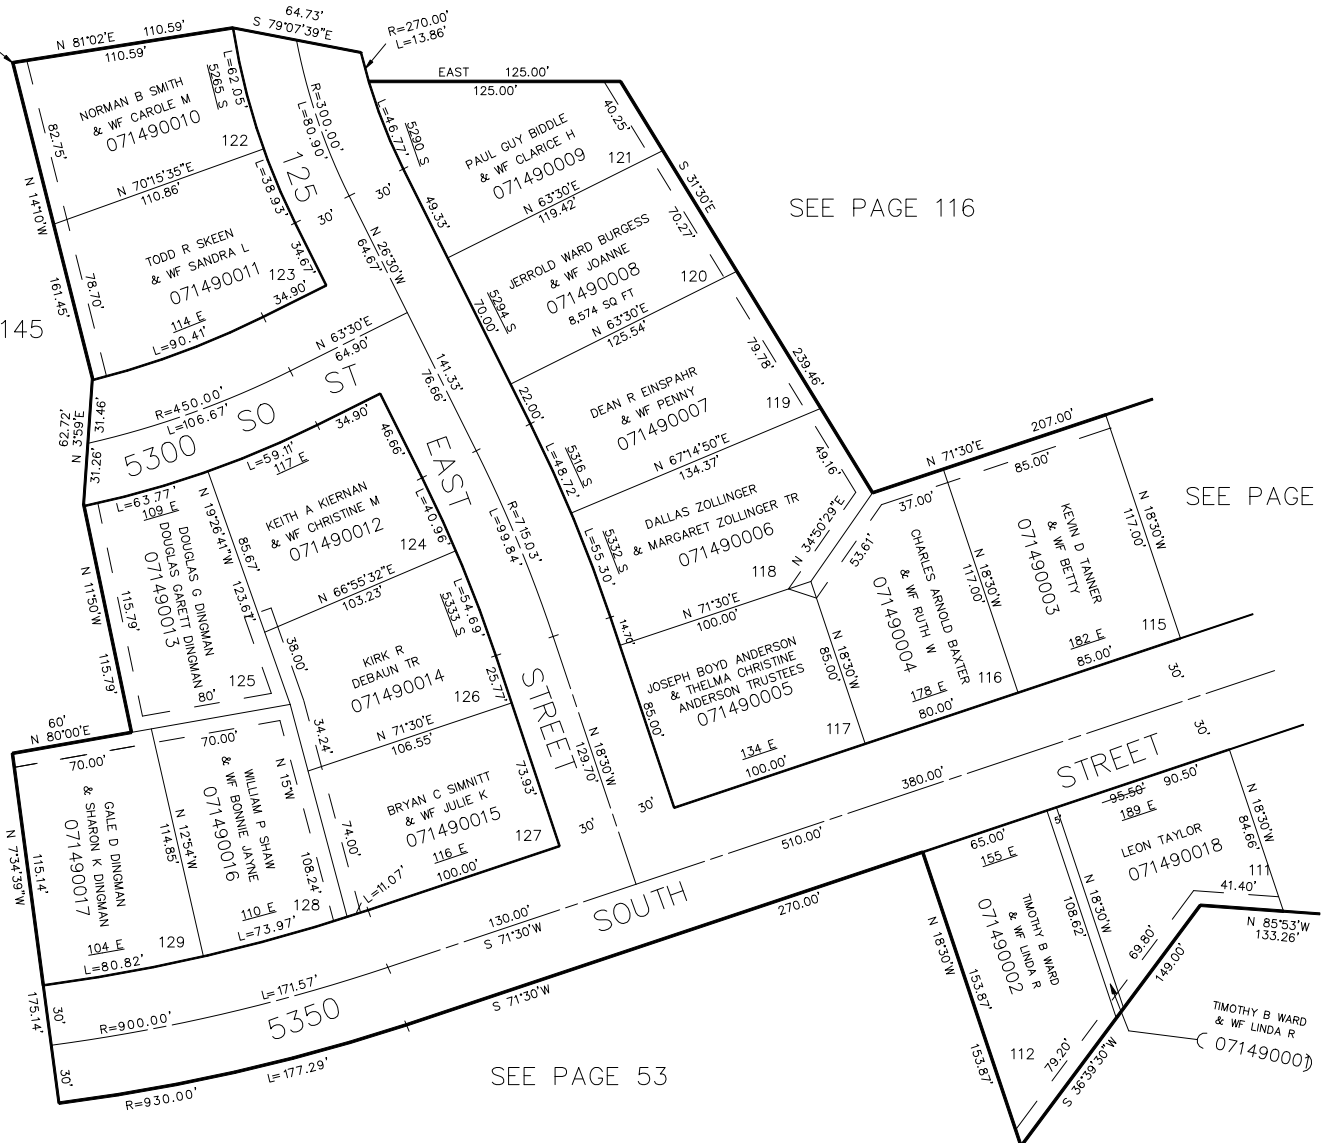 N 81°02'E 110.59'
110.59'
64.73'
S 79°07'39"E
R=270.00'
L=13.86'
EAST 125.00'
125.00'
NORMAN B SMITH
& WF CAROLE M
071490010
122
82.75'
L=62.05'
5265 S
N 70°15'35"E
110.86'
N 14°10'W
161.45'
TODD R SKEEN
& WF SANDRA L
071490011
123
78.70'
L=38.93'
34.67'
34.90'
114 E
L=90.41'
145
R=300.00'
L=80.90'
125
30'
30'
N 26°30'W
64.67'
L=46.77'
5290 S
49.33'
PAUL GUY BIDDLE
& WF CLARICE H
071490009
121
40.25'
N 63°30'E
119.42'
S 31°30'E
239.46'
SEE PAGE 116
JERROLD WARD BURGESS
& WF JOANNE
071490008
8,574 SQ FT
120
70.27'
5294 S
70.00'
N 63°30'E
125.54'
DEAN R EINSPAHR
& WF PENNY
071490007
119
79.78'
22.00'
5316 S
L=48.72'
N 67°14'50"E
134.37'
DALLAS ZOLLINGER
& MARGARET ZOLLINGER TR
071490006
118
49.16'
N 34°50'29"E
53.61'
5332 S
L=55.30'
14.70'
N 71°30'E
100.00'
JOSEPH BOYD ANDERSON
& THELMA CHRISTINE
ANDERSON TRUSTEES
071490005
117
85.00'
N 18°30'W
85.00'
134 E
100.00'
37.00'
CHARLES ARNOLD BAXTER
& WF RUTH W
071490004
116
178 E
80.00'
N 18°30'W
117.00'
N 71°30'E 207.00'
85.00'
KEVIN D TANNER
& WF BETTY
071490003
115
182 E
85.00'
N 18°30'W
117.00'
SEE PAGE
N 63°30'E
64.90'
R=450.00'
L=106.67'
5300 SO ST
62.72'
N 3°59'E
31.46'
31.26'
141.33'
76.66'
EAST
STREET
R=715.03'
L=99.84'
N 18°30'W
129.70'
L=63.77'
109 E
DOUGLAS G DINGMAN
DOUGLAS GARETT DINGMAN
071490013
125
N 11°50'W
115.79'
115.79'
80'
N 19°26'41"W
85.67'
123.67'
L=59.11'
117 E
34.90'
46.66'
KEITH A KIERNAN
& WF CHRISTINE M
071490012
124
L=40.96'
N 66°55'32"E
103.23'
L=54.69'
5333 S
38.00'
34.24'
KIRK R
DEBAUN TR
071490014
126
25.77'
N 71°30'E
106.55'
BRYAN C SIMNITT
& WF JULIE K
071490015
127
73.93'
74.00'
116 E
100.00'
L=11.07'
60'
N 80°00'E
70.00'
GALE D DINGMAN
& SHARON K DINGMAN
071490017
129
N 7°34'39"W
175.14'
115.14'
104 E
L=80.82'
N 12°54'W
114.85'
70.00'
WILLIAM P SHAW
& WF BONNIE JAYNE
071490016
128
N 15°W
108.24'
110 E
L=73.97'
30'
30'
R=900.00'
L=171.57'
5350 SOUTH STREET
130.00'
S 71°30'W
510.00'
380.00'
30'
30'
30'
30'
R=930.00'
L=177.29'
S 71°30'W
270.00'
SEE PAGE 53
65.00'
155 E
TIMOTHY B WARD
& WF LINDA R
071490002
112
N 18°30'W
153.87'
153.87'
79.20'
5'
N 18°30'W
108.62'
95.50' 90.50'
189 E
LEON TAYLOR
071490018
111
N 18°30'W
84.66'
41.40'
69.80'
149.00'
S 36°39'30"W
N 85°53'W
133.26'
TIMOTHY B WARD
& WF LINDA R
071490001